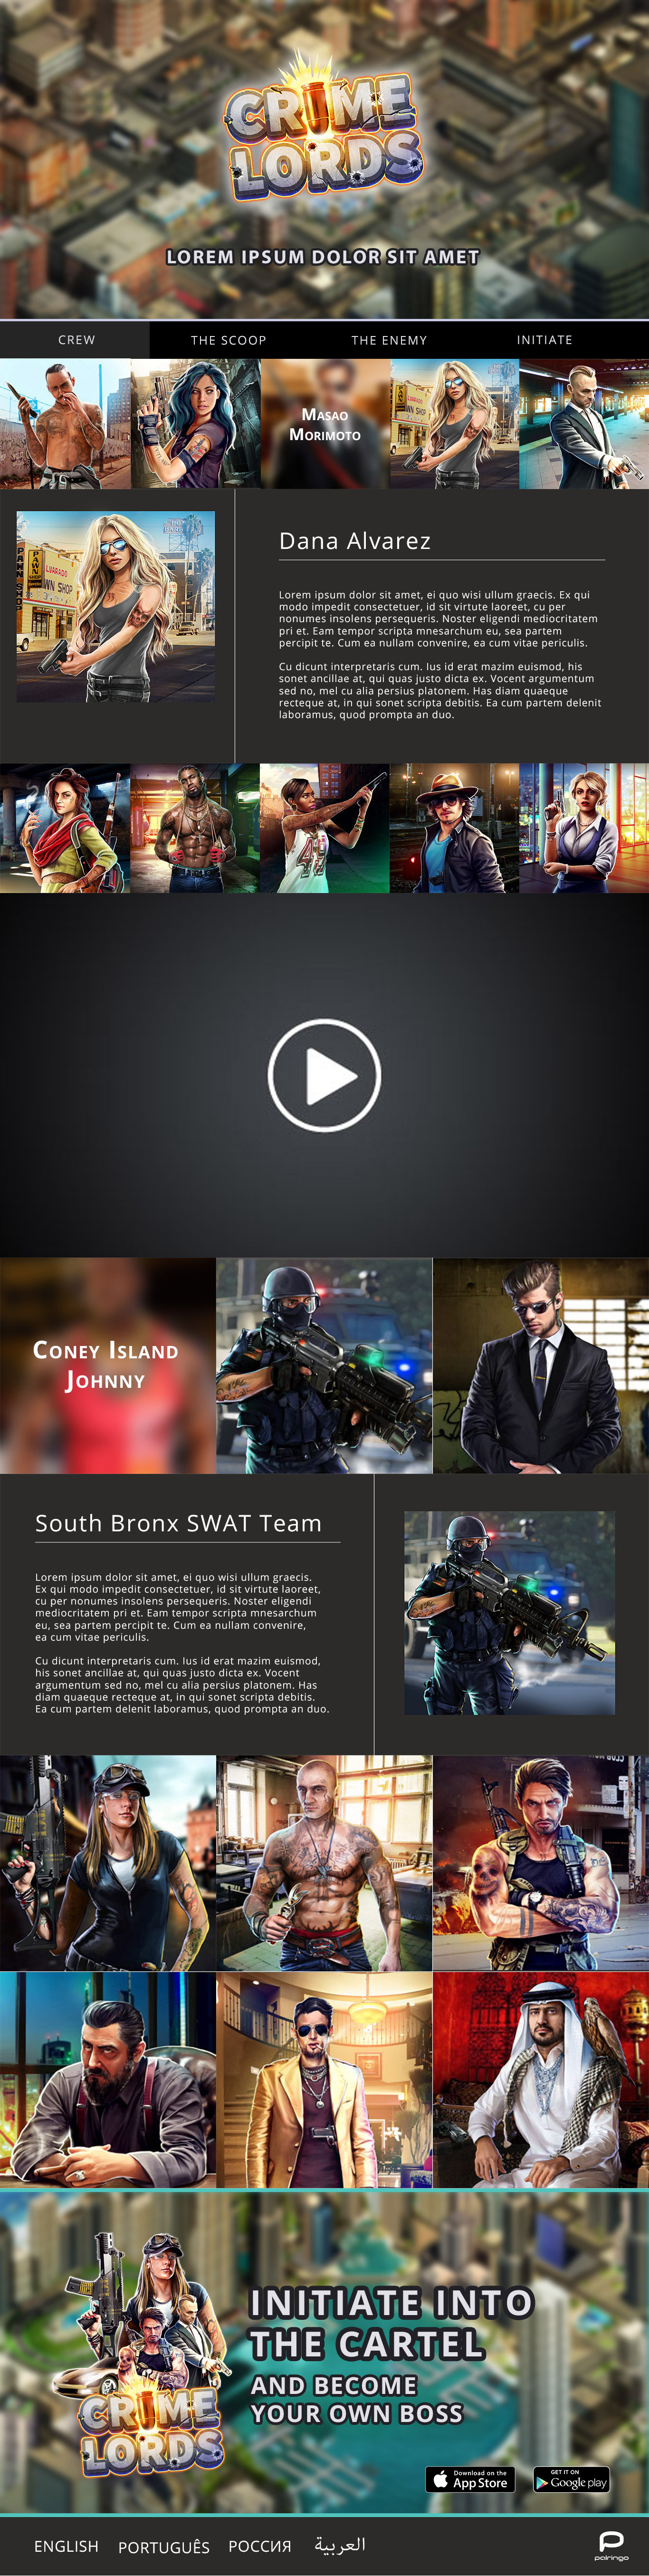 CRIME
LORDS
LOREM IPSUM DOLOR SIT AMET
CREW
THE SCOOP
THE ENEMY
INITIATE
PAWN SHOP
LUVARADO
WN SHOP
MASAO
MORIMOTO
Dana Alvarez
Lorem ipsum dolor sit amet, ei quo wisi ullum graecis. Ex qui
modo impedit consectetuer, id sit virtute laoreet, cu per
nonumes insolens persequeris. Noster eligendi mediocritatem
pri et. Eam tempor scripta mnesarchum eu, sea partem
percipit te. Cum ea nullam convenire, ea cum vitae periculis.
Cu dicunt interpretaris cum. Ius id erat mazim euismod, his
sonet ancillae at, qui quas justo dicta ex. Vocent argumentum
sed no, mel cu alia persius platonem. Has diam quaeque
recteque at, in qui sonet scripta debitis. Ea cum partem delenit
laboramus, quod prompta an duo.
CONEY ISLAND
JOHNNY
South Bronx SWAT Team
Lorem ipsum dolor sit amet, ei quo wisi ullum graecis.
Ex qui modo impedit consectetuer, id sit virtute laoreet,
cu per nonumes insolens persequeris. Noster eligendi
mediocritatem pri et. Eam tempor scripta mnesarchum
eu, sea partem percipit te. Cum ea nullam convenire,
ea cum vitae periculis.
Cu dicunt interpretaris cum. Ius id erat mazim euismod,
his sonet ancillae at, qui quas justo dicta ex. Vocent
argumentum sed no, mel cu alia persius platonem. Has
diam quaeque recteque at, in qui sonet scripta debitis.
Ea cum partem delenit laboramus, quod prompta an duo.
INITIATE INTO
THE CARTEL
AND BECOME
YOUR OWN BOSS
CRIME
LORDS
Download on the
App Store
GET IT ON
Google play
ENGLISH
PORTUGUÊS
РОССИЯ
العربية
palringo